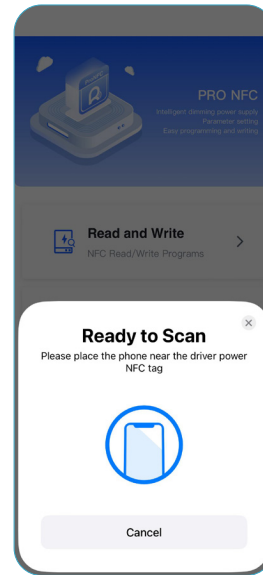 PRO NFC
Intelligent dimming power supply
Parameter setting
Easy programming and writing
Read and Write
NFC Read/Write Programs
Ready to Scan
Please place the phone near the driver power
NFC tag
Cancel